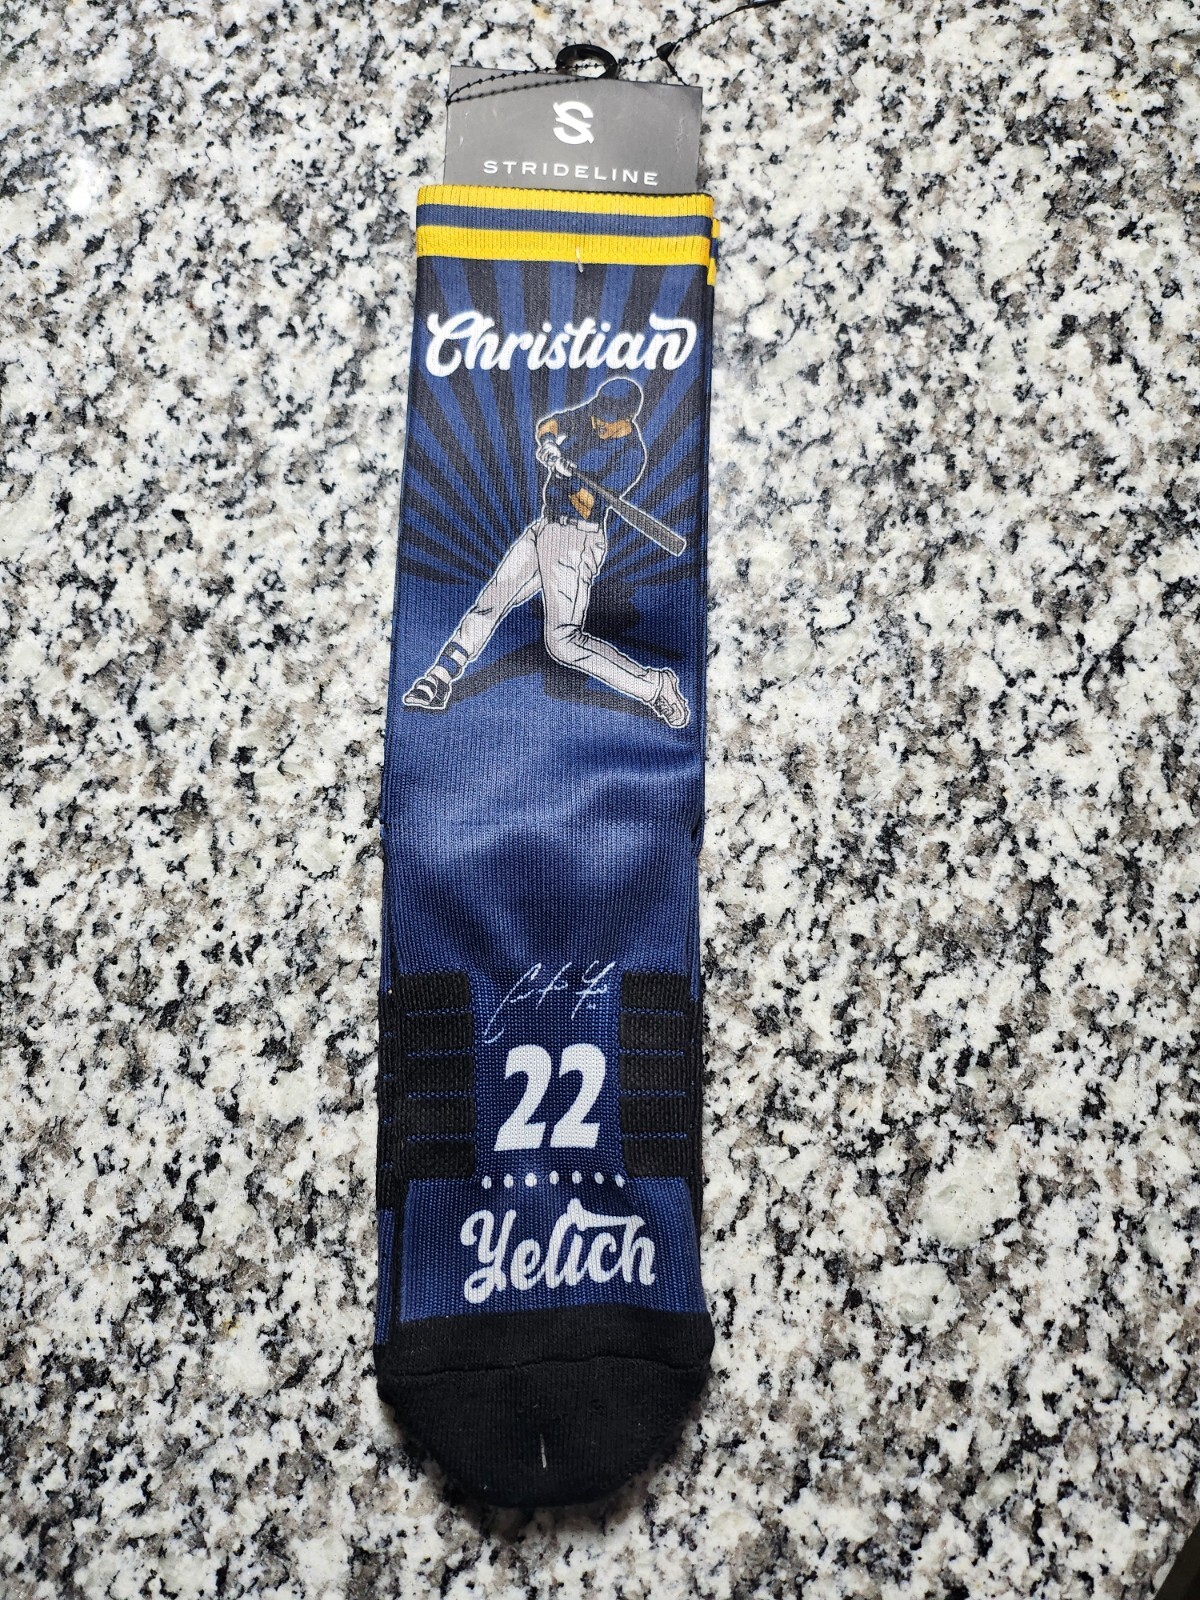 STRIDELINE
Christian
22
Yelich